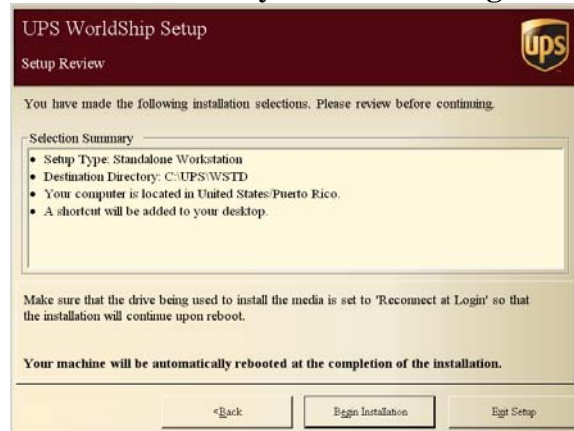 UPS WorldShip Setup
ups
Setup Review
You have made the following installation selections. Please review before continuing.
Selection Summary
• Setup Type: Standalone Workstation
• Destination Directory: C:\UPS\WSTD
• Your computer is located in United States/Puerto Rico.
• A shortcut will be added to your desktop.
Make sure that the drive being used to install the media is set to 'Reconnect at Login' so that
the installation will continue upon reboot.
Your machine will be automatically rebooted at the completion of the installation.
<Back Begin Installation Exit Setup